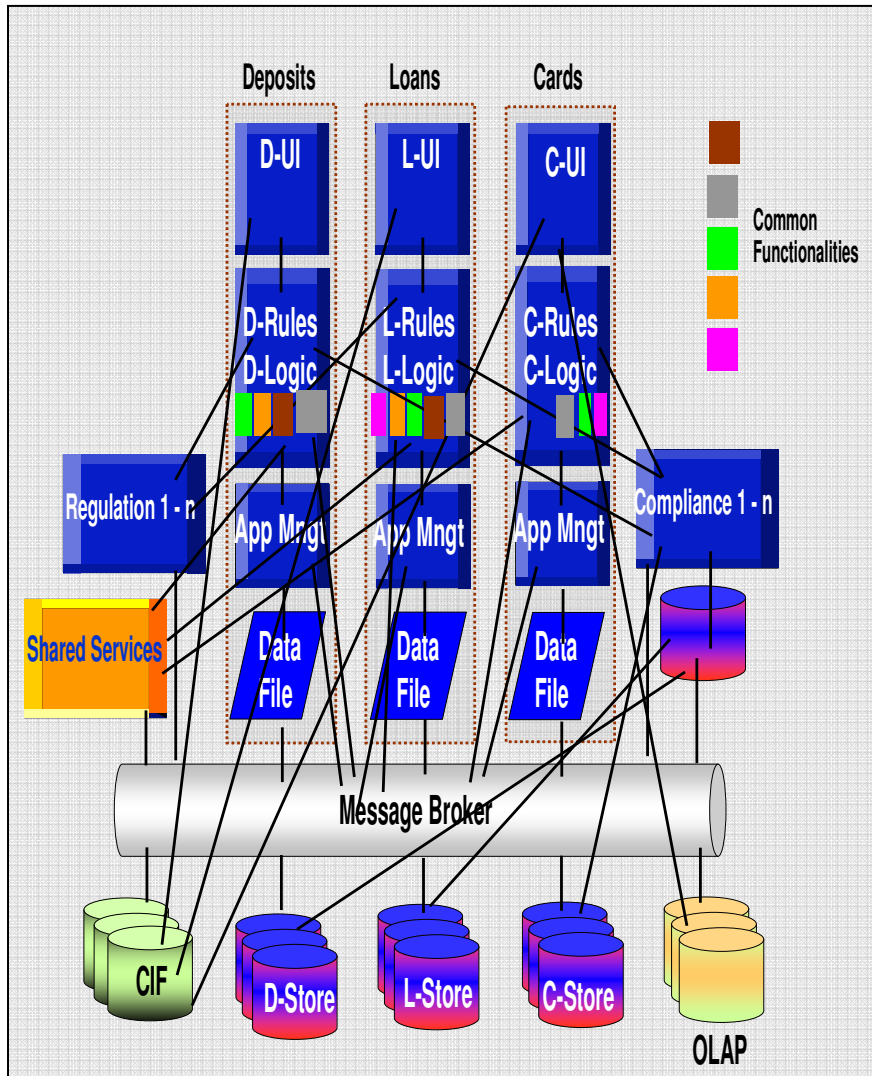 Deposits
Loans
Cards
D-UI
L-UI
C-UI
Common
Functionalities
D-Rules
D-Logic
L-Rules
L-Logic
C-Rules
C-Logic
Regulation 1 - n
App Mngt
App Mngt
App Mngt
Compliance 1 - n
Shared Services
Data
File
Data
File
Data
File
Message Broker
CIF
D-Store
L-Store
C-Store
OLAP